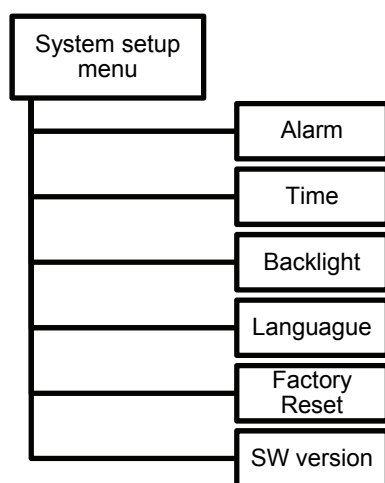 System setup
menu
Alarm
Time
Backlight
Languague
Factory
Reset
SW version